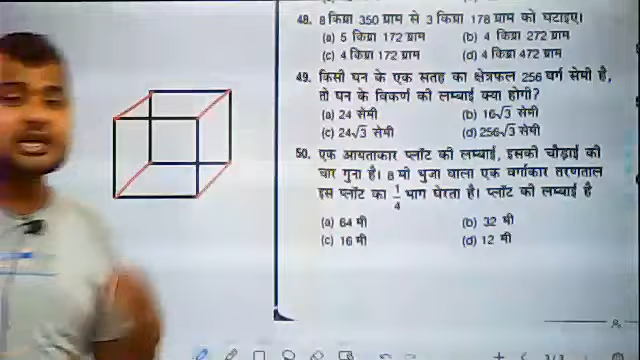 48. 8 किग्रा 350 ग्राम से 3 किग्रा 178 ग्राम को घटाइए।
(a) 5 किग्रा 172 ग्राम (b) 4 किग्रा 272 ग्राम
(c) 4 किग्रा 172 ग्राम (d) 4 किग्रा 472 ग्राम
49. किसी घन के एक सतह का क्षेत्रफल 256 वर्ग सेमी है,
तो घन के विकर्ण की लम्बाई क्या होगी?
(a) 24 सेमी (b) 16√3 सेमी
(c) 24√3 सेमी (d) 256√3 सेमी
50. एक आयताकार प्लॉट की लम्बाई, इसकी चौड़ाई की
चार गुना है। 8 मी भुजा वाला एक वर्गाकार तरणताल
इस प्लॉट का 1/4 भाग घेरता है। प्लॉट की लम्बाई है
(a) 64 मी (b) 32 मी
(c) 16 मी (d) 12 मी